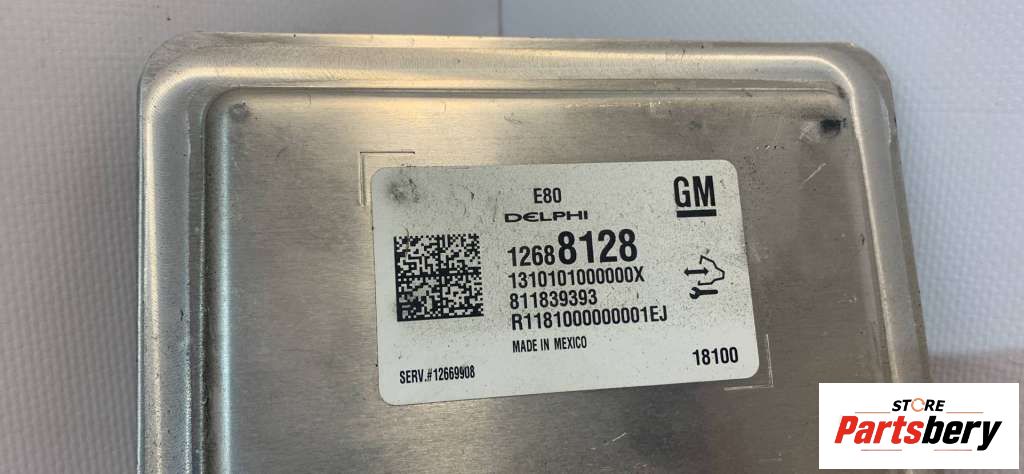 E80
GM
DELPHI
12688128
1310101000000X
811839393
R1181000000001EJ
MADE IN MEXICO
SERV.#12669908
18100
STORE
Partsbery